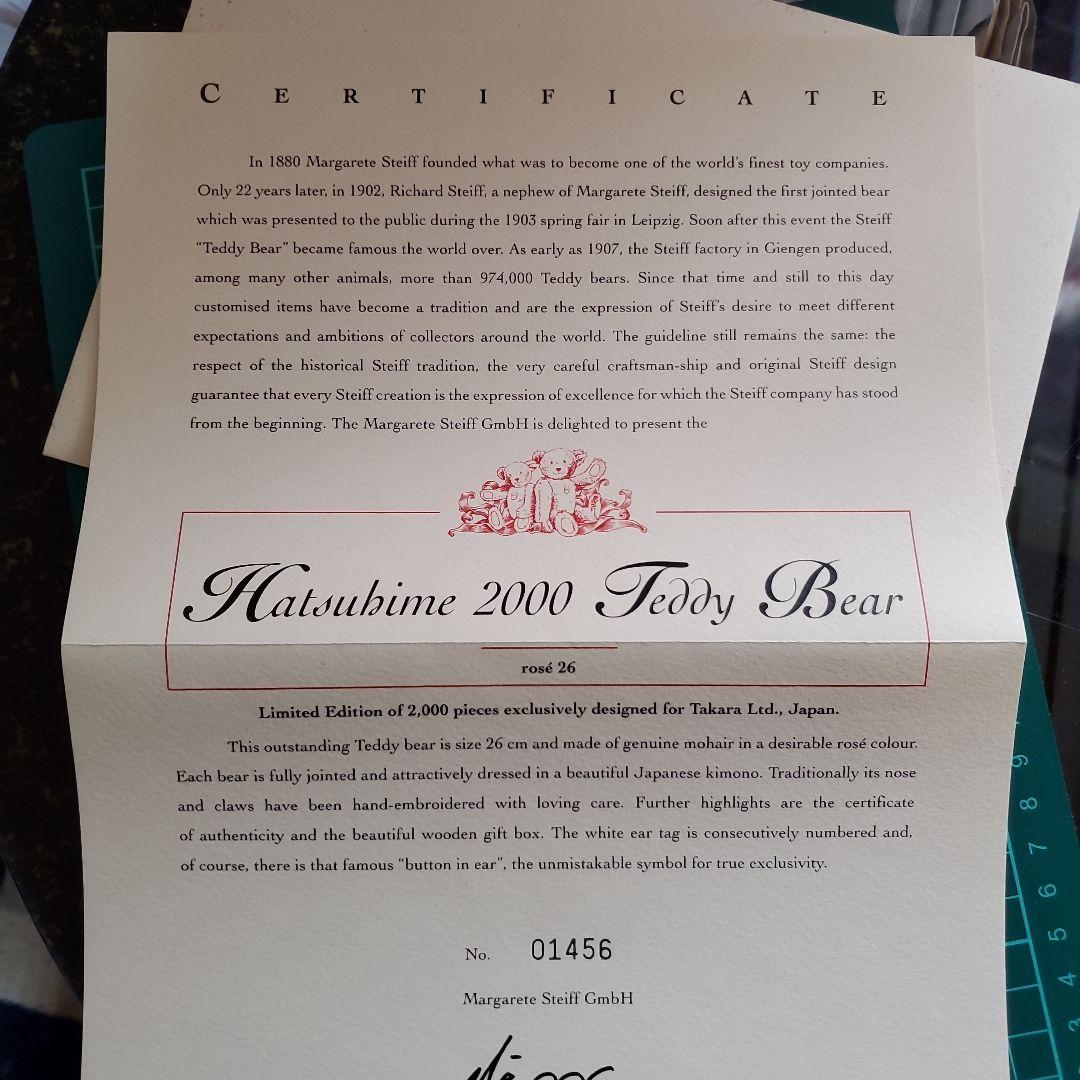 CERTIFICATE
In 1880 Margarete Steiff founded what was to become one of the world's finest toy companies.
Only 22 years later, in 1902, Richard Steiff, a nephew of Margarete Steiff, designed the first jointed bear
which was presented to the public during the 1903 spring fair in Leipzig. Soon after this event the Steiff
"Teddy Bear" became famous the world over. As early as 1907, the Steiff factory in Giengen produced,
among many other animals, more than 974,000 Teddy bears. Since that time and still to this day
customised items have become a tradition and are the expression of Steiff's desire to meet different
expectations and ambitions of collectors around the world. The guideline still remains the same: the
respect of the historical Steiff tradition, the very careful craftsman-ship and original Steiff design
guarantee that every Steiff creation is the expression of excellence for which the Steiff company has stood
from the beginning. The Margarete Steiff GmbH is delighted to present the
Hatsuhime 2000 Teddy Bear
rosé 26
Limited Edition of 2,000 pieces exclusively designed for Takara Ltd., Japan.
This outstanding Teddy bear is size 26 cm and made of genuine mohair in a desirable rosé colour.
Each bear is fully jointed and attractively dressed in a beautiful Japanese kimono. Traditionally its nose
and claws have been hand-embroidered with loving care. Further highlights are the certificate
of authenticity and the beautiful wooden gift box. The white ear tag is consecutively numbered and,
of course, there is that famous "button in ear", the unmistakable symbol for true exclusivity.
No. 01456
Margarete Steiff GmbH
9
8
7
6
5
4
3